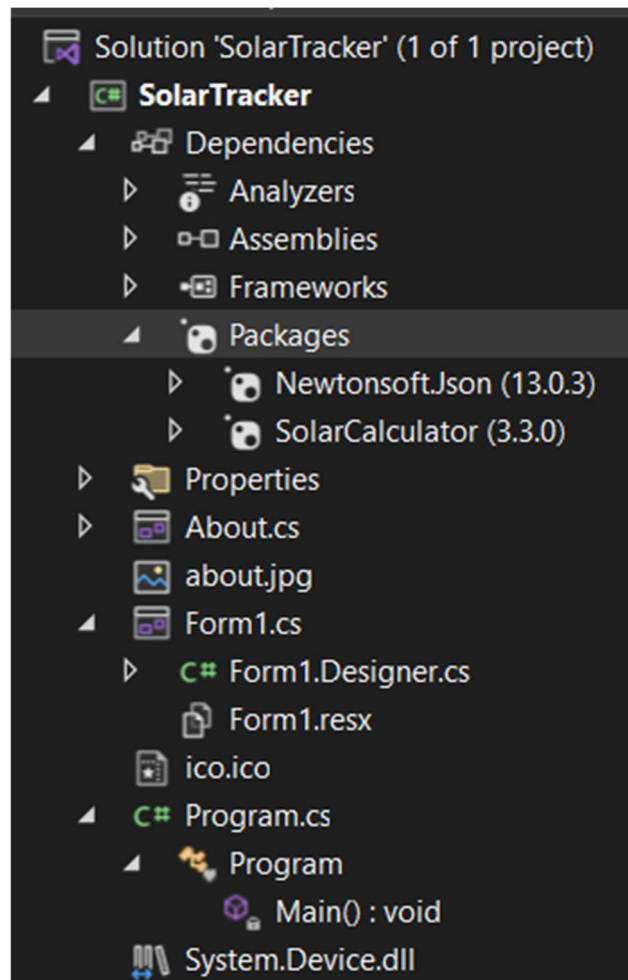 Solution 'SolarTracker' (1 of 1 project)
C# SolarTracker
Dependencies
Analyzers
Assemblies
Frameworks
Packages
Newtonsoft.Json (13.0.3)
SolarCalculator (3.3.0)
Properties
About.cs
about.jpg
Form1.cs
C# Form1.Designer.cs
Form1.resx
ico.ico
C# Program.cs
Program
Main() : void
System.Device.dll